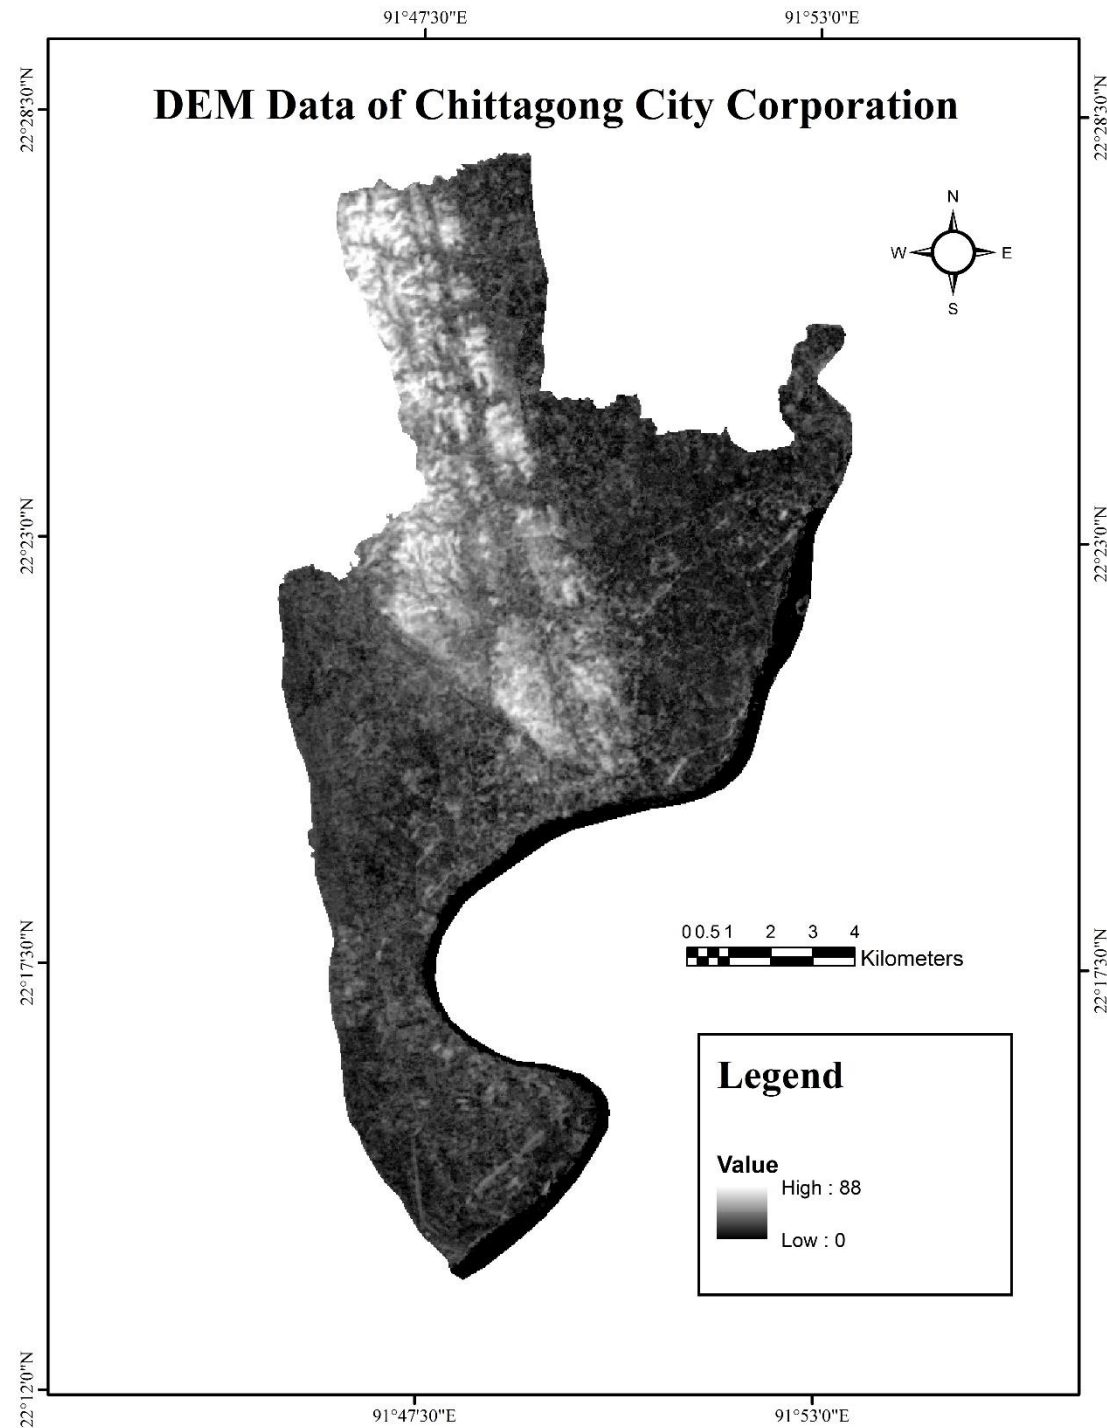 91°47'30"E 91°53'0"E
22°28'30"N 22°28'30"N
DEM Data of Chittagong City Corporation
N
W E
S
22°23'0"N 22°23'0"N
22°17'30"N 22°17'30"N
0 0.5 1 2 3 4
Kilometers
Legend
Value
High : 88
Low : 0
22°12'0"N
91°47'30"E 91°53'0"E